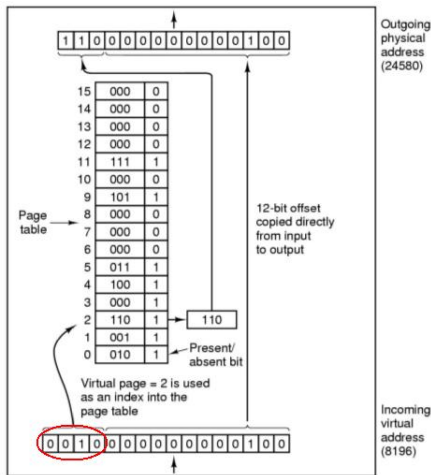 1 1 0 0 0 0 0 0 0 0 0 0 1 0 0
Outgoing
physical
address
(24580)
15 000 0
14 000 0
13 000 0
12 000 0
11 111 1
10 000 0
9 101 1
8 000 0
7 000 0
6 000 0
5 011 1
4 100 1
3 000 1
2 110 1
1 001 1
0 010 1
Page
table
110
12-bit offset
copied directly
from input
to output
Present/
absent bit
Virtual page = 2 is used
as an index into the
page table
0 0 1 0 0 0 0 0 0 0 0 0 0 1 0 0
Incoming
virtual
address
(8196)